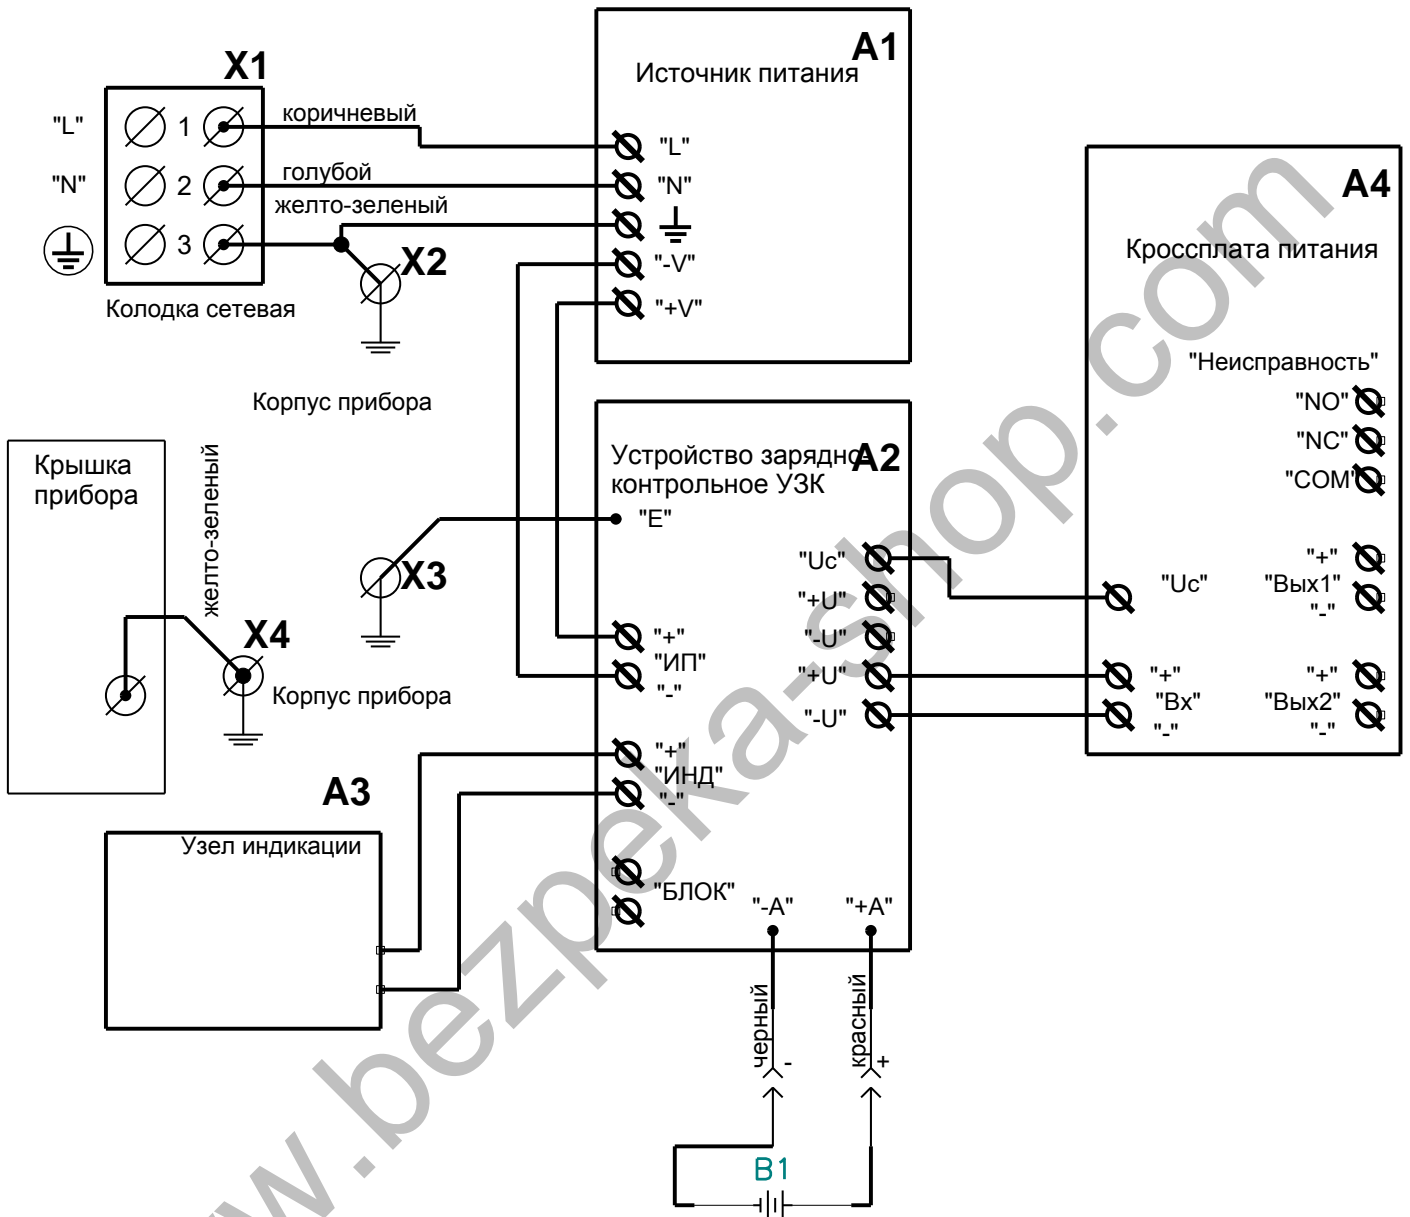 X1
"L"
1
коричневый
"N"
2
голубой
желто-зеленый
3
X2
Колодка сетевая
Корпус прибора
A1
Источник питания
"L"
"N"
"-V"
"+V"
Крышка
прибора
желто-зеленый
X4
Корпус прибора
X3
A2
Устройство зарядно-
контрольное УЗК
"E"
"Uc"
"+U"
"-U"
"+U"
"-U"
"+"
"ИП"
"-"
"+"
"ИНД"
"-"
"БЛОК"
"-А"
"+А"
черный
-
красный
+
B1
A3
Узел индикации
A4
Кроссплата питания
"Неисправность"
"NO"
"NC"
"COM"
"Uc"
"+"
"Вых1"
"-"
"+"
"Вх"
"-"
"+"
"Вых2"
"-"
w.bezpeka-shop.com